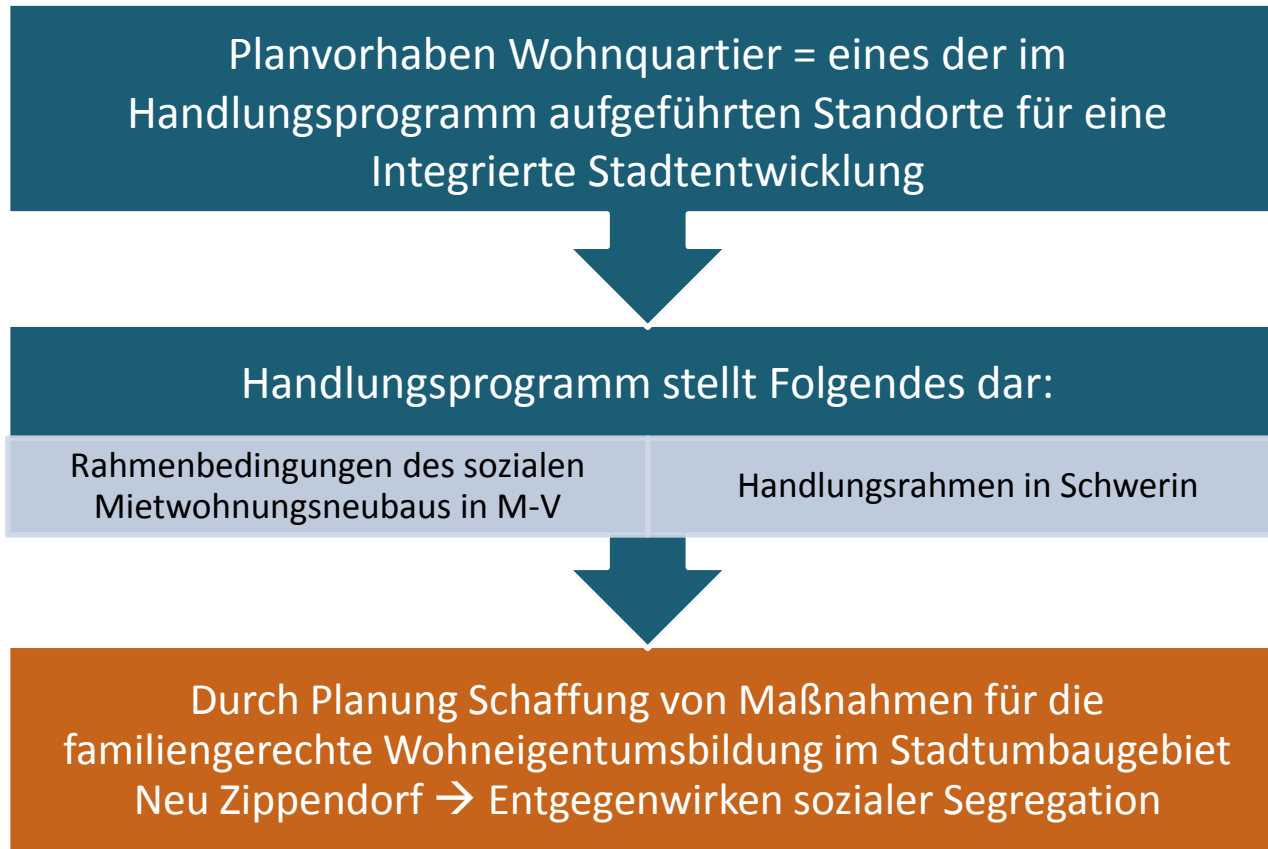 Planvorhaben Wohnquartier = eines der im
Handlungsprogramm aufgeführten Standorte für eine
Integrierte Stadtentwicklung
Handlungsprogramm stellt Folgendes dar:
Rahmenbedingungen des sozialen
Mietwohnungsneubaus in M-V
Handlungsrahmen in Schwerin
Durch Planung Schaffung von Maßnahmen für die
familiengerechte Wohneigentumsbildung im Stadtumbaugebiet
Neu Zippendorf → Entgegenwirken sozialer Segregation